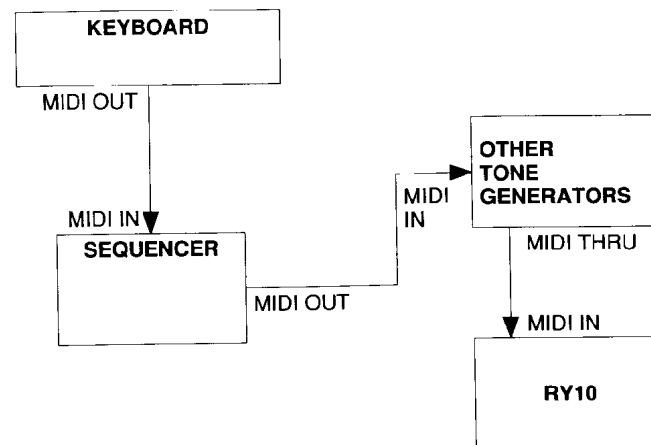 KEYBOARD
MIDI OUT
MIDI IN
SEQUENCER
MIDI OUT
MIDI
IN
OTHER
TONE
GENERATORS
MIDI THRU
MIDI IN
RY10